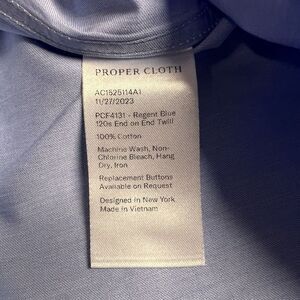 PROPER CLOTH
AC1525114A1
11/27/2023
PCF4131 - Regent Blue
120s End on End Twill
100% Cotton
Machine Wash, Non-
Chlorine Bleach, Hang
Dry, Iron
Replacement Buttons
Available on Request
Designed in New York
Made in Vietnam